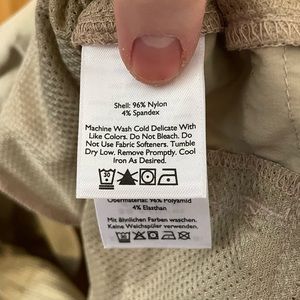 Shell: 96% Nylon
4% Spandex
Machine Wash Cold Delicate With
Like Colors. Do Not Bleach. Do
Not Use Fabric Softeners. Tumble
Dry Low. Remove Promptly. Cool
Iron As Desired.
30
Obermaterial: 96% Polyamid
4% Elasthan
Mit ähnlichen Farben waschen.
Keine Weichspüler verwenden.